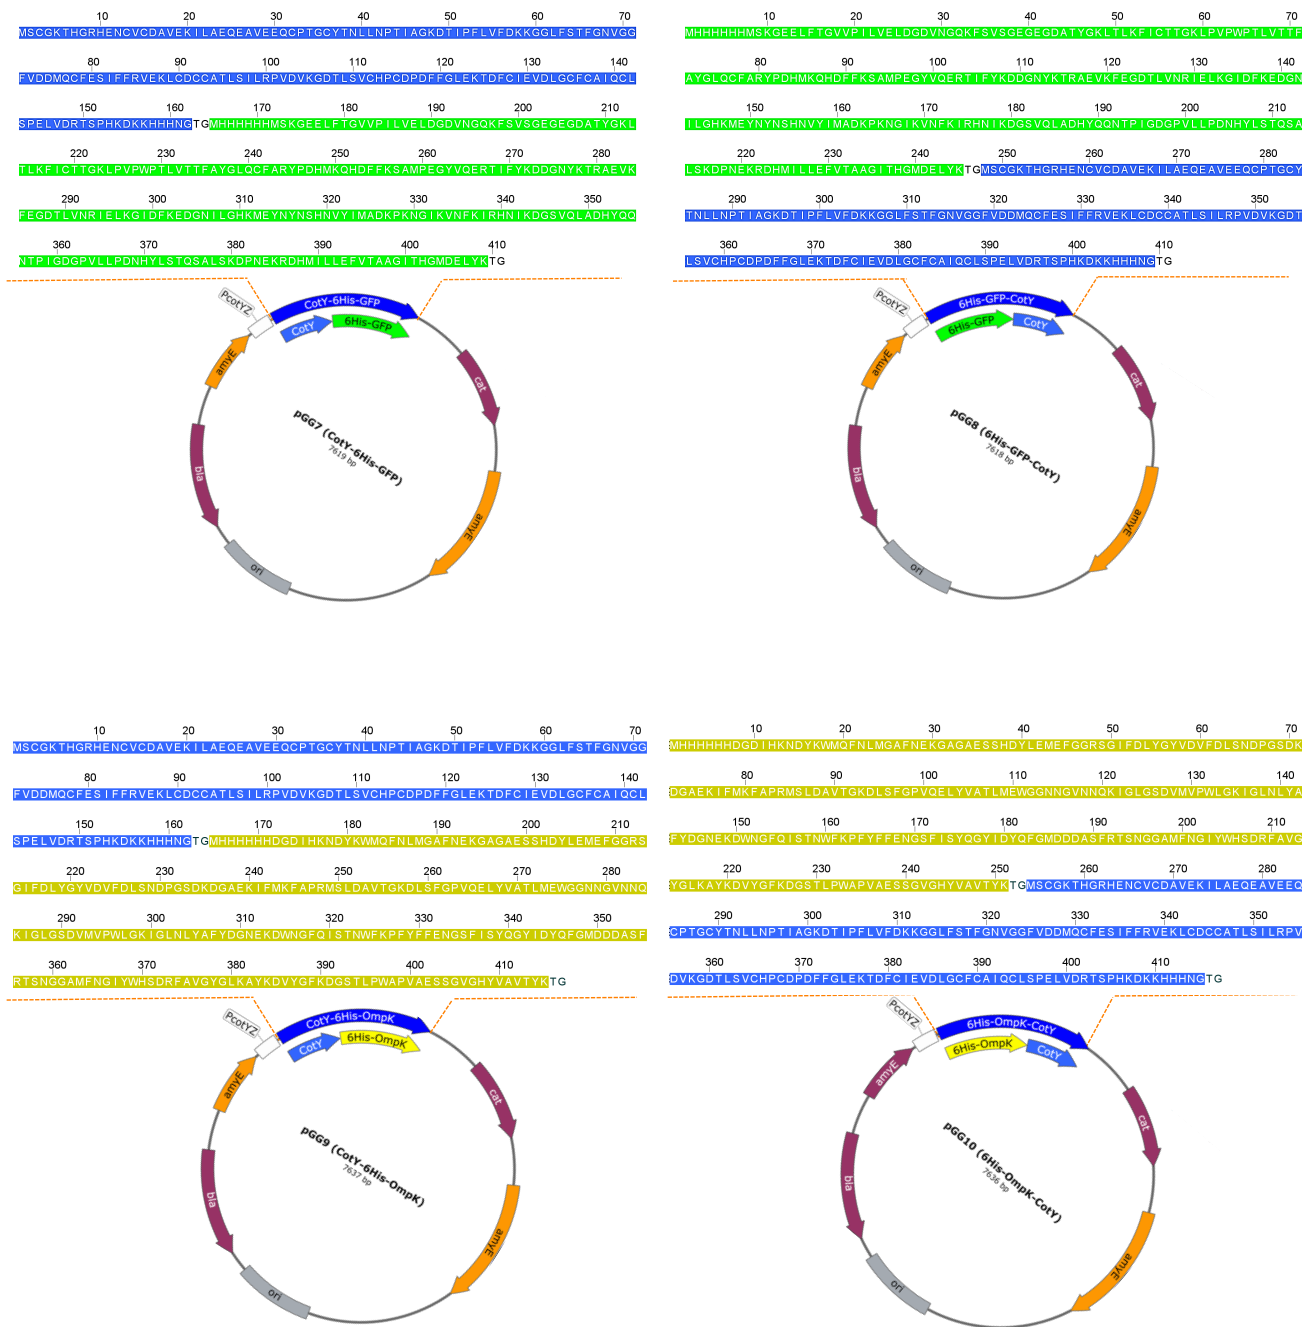 10 20 30 40 50 60 70
MSCGKTHGRHENCVCDAVEKILAEQEAVEEQCPTGCYTNLLNPTIAGKDTIPFLVFDKKGGLFSTFGNVGG
80 90 100 110 120 130 140
FVDDMQCFESIFFRVEKLCDCCATLSILRPVDVKGDTLSVCHPCDPDFFGLEKTDFCIEVDLGCFCAIQCL
150 160 170 180 190 200 210
SPELVDRTSPHKDKKHHHNGTGMHHHHHHMSKGEELFTGVVPILVELDGDVNGQKFSVSGEGEGDATYGKL
220 230 240 250 260 270 280
TLKFICTTGKLPVPWPTLVTTFAYGLQCFARYPDHMKQHDFFKSAMPEGYVQERTIFYKDDGNYKTRAEVK
290 300 310 320 330 340 350
FEGDTLVNRIELKGIDFKEDGNILGHKMEYNYNSHNVYIMADKPKNGIKVNFKIRHNIKDGSVQLADHYQQ
360 370 380 390 400 410
NTPIGDGPVLLPDNHYLSTQSALSKDPNEKRDHMILLEFVTAAGITHGMDELYKTG
PcotYZ
CotY-6His-GFP
CotY
6His-GFP
amyE
cat
pGG7 (CotY-6His-GFP)
7619 bp
bla
amyE
ori
10 20 30 40 50 60 70
MHHHHHHMSKGEELFTGVVPILVELDGDVNGQKFSVSGEGEGDATYGKLTLKFICTTGKLPVPWPTLVTTF
80 90 100 110 120 130 140
AYGLQCFARYPDHMKQHDFFKSAMPEGYVQERTIFYKDDGNYKTRAEVKFEGDTLVNRIELKGIDFKEDGN
150 160 170 180 190 200 210
ILGHKMEYNYNSHNVYIMADKPKNGIKVNFKIRHNIKDGSVQLADHYQQNTPIGDGPVLLPDNHYLSTQSA
220 230 240 250 260 270 280
LSKDPNEKRDHMILLEFVTAAGITHGMDELYKTGMSCGKTHGRHENCVCDAVEKILAEQEAVEEQCPTGCY
290 300 310 320 330 340 350
TNLLNPTIAGKDTIPFLVFDKKGGLFSTFGNVGGFVDDMQCFESIFFRVEKLCDCCATLSILRPVDVKGDT
360 370 380 390 400 410
LSVCHPCDPDFFGLEKTDFCIEVDLGCFCAIQCLSPELVDRTSPHKDKKHHHNGTG
PcotYZ
6His-GFP-CotY
6His-GFP
CotY
amyE
cat
pGG8 (6His-GFP-CotY)
7618 bp
bla
amyE
ori
10 20 30 40 50 60 70
MSCGKTHGRHENCVCDAVEKILAEQEAVEEQCPTGCYTNLLNPTIAGKDTIPFLVFDKKGGLFSTFGNVGG
80 90 100 110 120 130 140
FVDDMQCFESIFFRVEKLCDCCATLSILRPVDVKGDTLSVCHPCDPDFFGLEKTDFCIEVDLGCFCAIQCL
150 160 170 180 190 200 210
SPELVDRTSPHKDKKHHHNGTGMHHHHHHDGDIHKNDYKWMQFNLMGAFNEKGAGAESSHDYLEMEFGGRS
220 230 240 250 260 270 280
GIFDLYGYVDVFDLSNDPGSDKDGAEKIFMKFAPRMSLDAVTGKDLSFGPVQELYVATLMEWGGNNGVNNQ
290 300 310 320 330 340 350
KIGLGSDVMVPWLGKIGLNLYAFYDGNEKDWNGFQISTNWFKPFYFFENGSFISYQGYIDYQFGMDDDASF
360 370 380 390 400 410
RTSNGGAMFNGIYWHSDRFAVGYGLKAYKDVYGFKDGSTLPWAPVAESSGVGHYVAVTYKTG
PcotYZ
CotY-6His-OmpK
CotY
6His-OmpK
amyE
cat
pGG9 (CotY-6His-OmpK)
7637 bp
bla
amyE
ori
10 20 30 40 50 60 70
MHHHHHHDGDIHKNDYKWMQFNLMGAFNEKGAGAESSHDYLEMEFGGRSGIFDLYGYVDVFDLSNDPGSDK
80 90 100 110 120 130 140
DGAEKIFMKFAPRMSLDAVTGKDLSFGPVQELYVATLMEWGGNNGVNNQKIGLGSDVMVPWLGKIGLNLYA
150 160 170 180 190 200 210
FYDGNEKDWNGFQISTNWFKPFYFFENGSFISYQGYIDYQFGMDDDASFRTSNGGAMFNGIYWHSDRFAVG
220 230 240 250 260 270 280
YGLKAYKDVYGFKDGSTLPWAPVAESSGVGHYVAVTYKTGMSCGKTHGRHENCVCDAVEKILAEQEAVEEQ
290 300 310 320 330 340 350
CPTGCYTNLLNPTIAGKDTIPFLVFDKKGGLFSTFGNVGGFVDDMQCFESIFFRVEKLCDCCATLSILRPV
360 370 380 390 400 410
DVKGDTLSVCHPCDPDFFGLEKTDFCIEVDLGCFCAIQCLSPELVDRTSPHKDKKHHHNGTG
PcotYZ
6His-OmpK-CotY
6His-OmpK
CotY
amyE
cat
pGG10 (6His-OmpK-CotY)
7636 bp
bla
amyE
ori